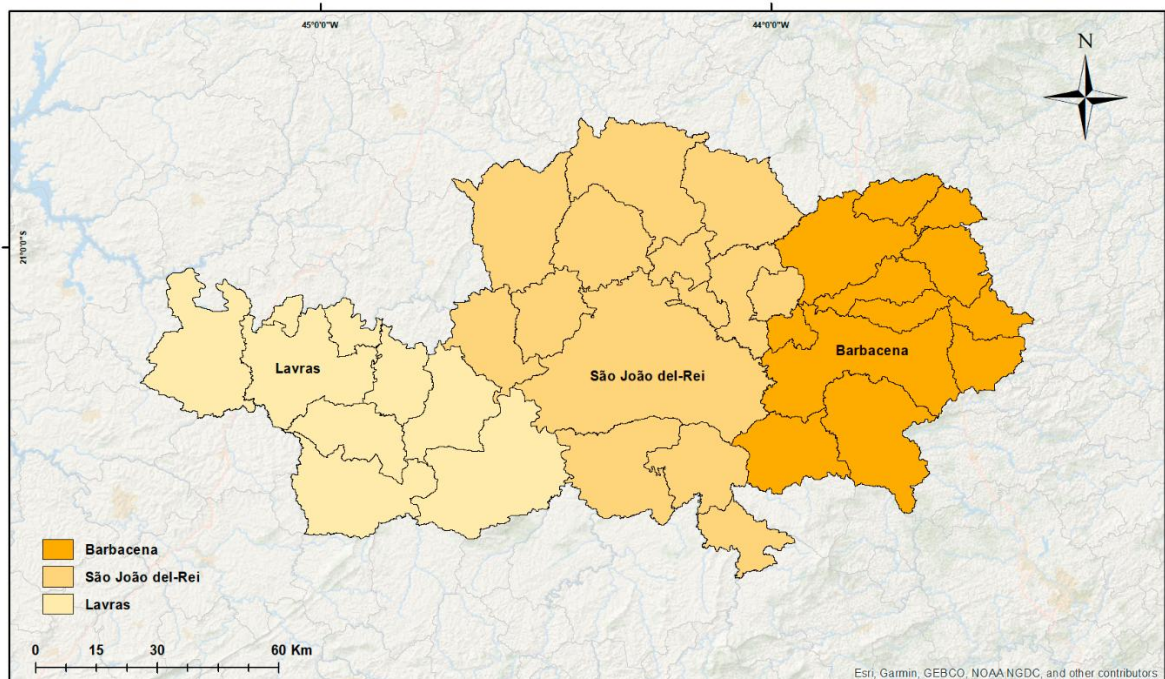 45°0'0"W
44°0'0"W
N
21°0'0"S
Lavras
São João del-Rei
Barbacena
Barbacena
São João del-Rei
Lavras
0 15 30 60 Km
Esri, Garmin, GEBCO, NOAA NGDC, and other contributors